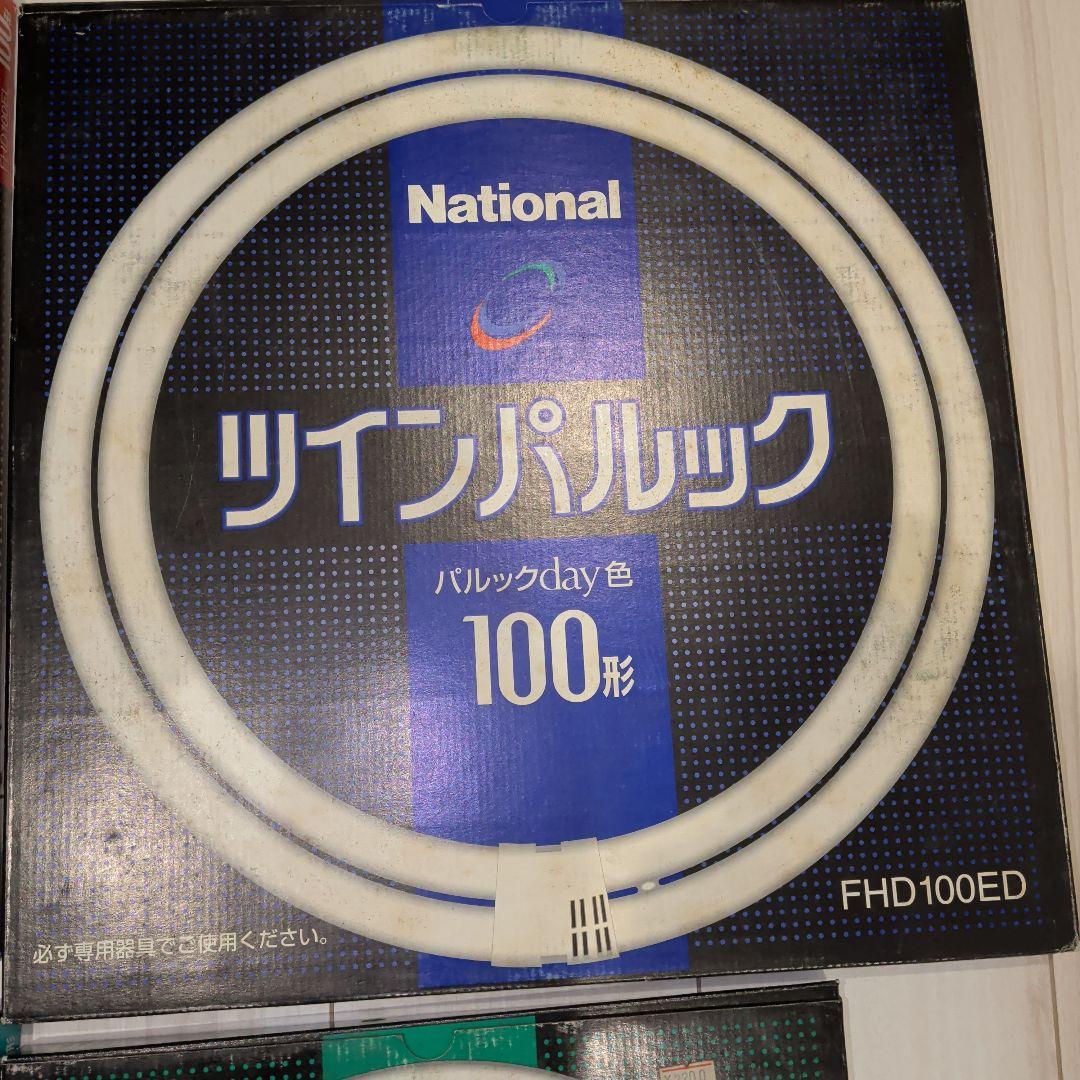 National
ツインパルック
パルックday色
100形
FHD100ED
必ず専用器具でご使用ください。